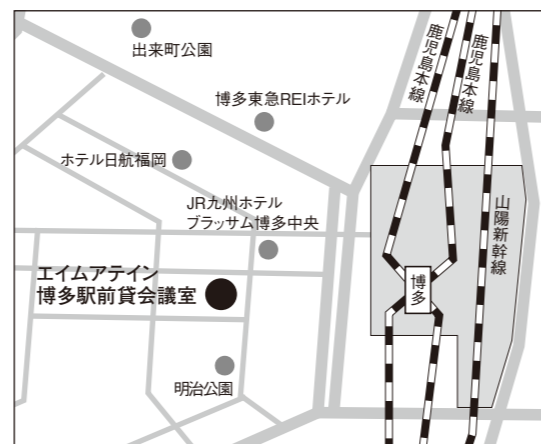 出来町公園
鹿児島本線
鹿児島本線
博多東急REIホテル
ホテル日航福岡
JR九州ホテル
ブラッサム博多中央
山陽新幹線
エイムアテイン
博多駅前貸会議室
博多
明治公園